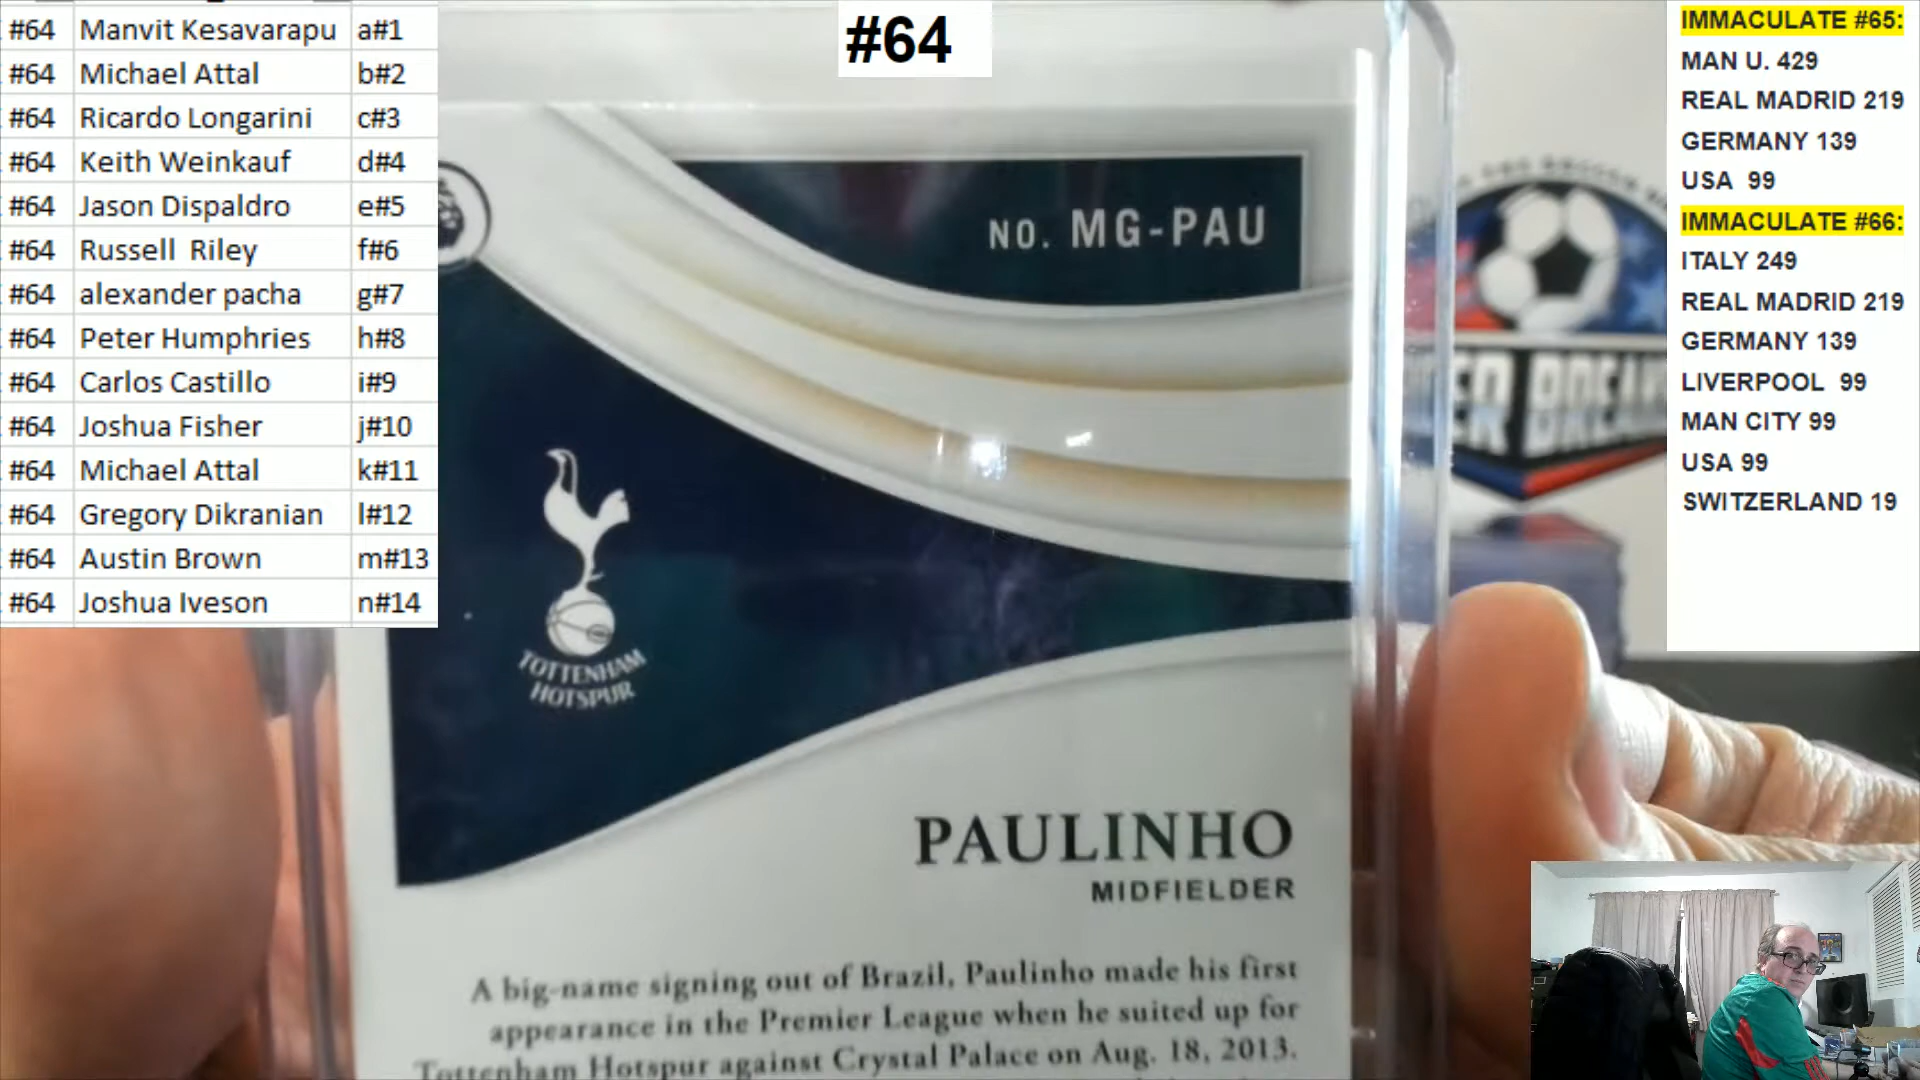 #64 Manvit Kesavarapu a#1
#64 Michael Attal b#2
#64 Ricardo Longarini c#3
#64 Keith Weinkauf d#4
#64 Jason Dispaldro e#5
#64 Russell Riley f#6
#64 alexander pacha g#7
#64 Peter Humphries h#8
#64 Carlos Castillo i#9
#64 Joshua Fisher j#10
#64 Michael Attal k#11
#64 Gregory Dikranian l#12
#64 Austin Brown m#13
#64 Joshua Iveson n#14
#64
NO. MG-PAU
TOTTENHAM
HOTSPUR
PAULINHO
MIDFIELDER
A big-name signing out of Brazil, Paulinho made his first
appearance in the Premier League when he suited up for
Tottenham Hotspur against Crystal Palace on Aug. 18, 2013.
IMMACULATE #65:
MAN U. 429
REAL MADRID 219
GERMANY 139
USA 99
IMMACULATE #66:
ITALY 249
REAL MADRID 219
GERMANY 139
LIVERPOOL 99
MAN CITY 99
USA 99
SWITZERLAND 19